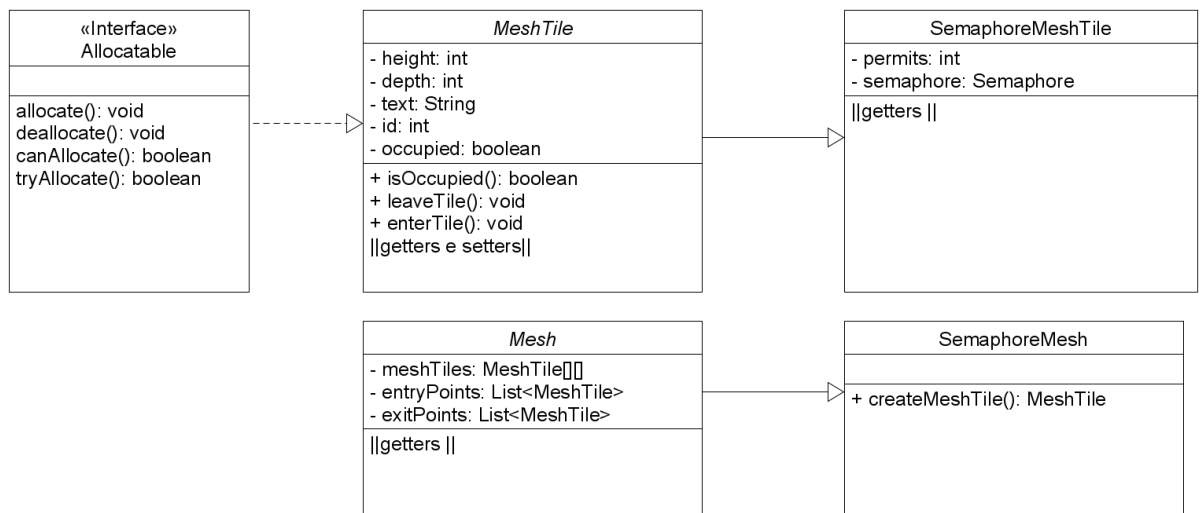 «Interface»
Allocatable
allocate(): void
deallocate(): void
canAllocate(): boolean
tryAllocate(): boolean
MeshTile
- height: int
- depth: int
- text: String
- id: int
- occupied: boolean
+ isOccupied(): boolean
+ leaveTile(): void
+ enterTile(): void
||getters e setters||
SemaphoreMeshTile
- permits: int
- semaphore: Semaphore
||getters ||
Mesh
- meshTiles: MeshTile[][]
- entryPoints: List<MeshTile>
- exitPoints: List<MeshTile>
||getters ||
SemaphoreMesh
+ createMeshTile(): MeshTile